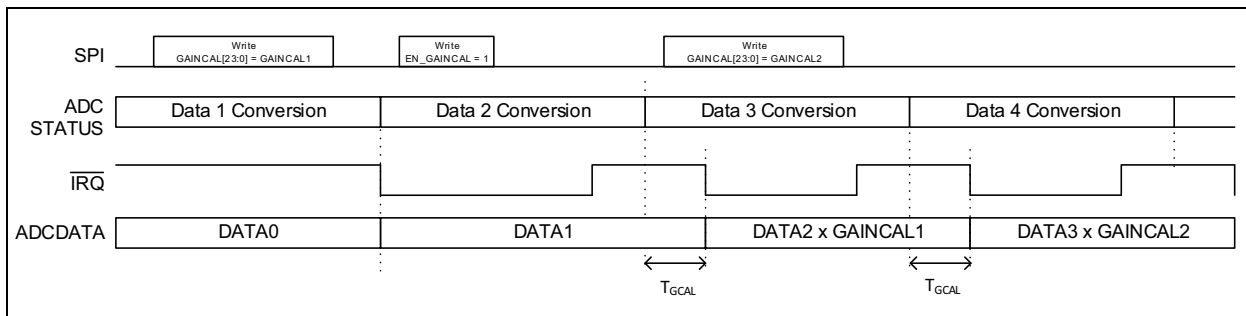 SPI
Write
GAINCAL[23:0] = GAINCAL1
Write
EN_GAINCAL = 1
Write
GAINCAL[23:0] = GAINCAL2
ADC
STATUS
Data 1 Conversion
Data 2 Conversion
Data 3 Conversion
Data 4 Conversion
IRQ
ADCDATA
DATA0
DATA1
DATA2 x GAINCAL1
DATA3 x GAINCAL2
TGCAL
TGCAL